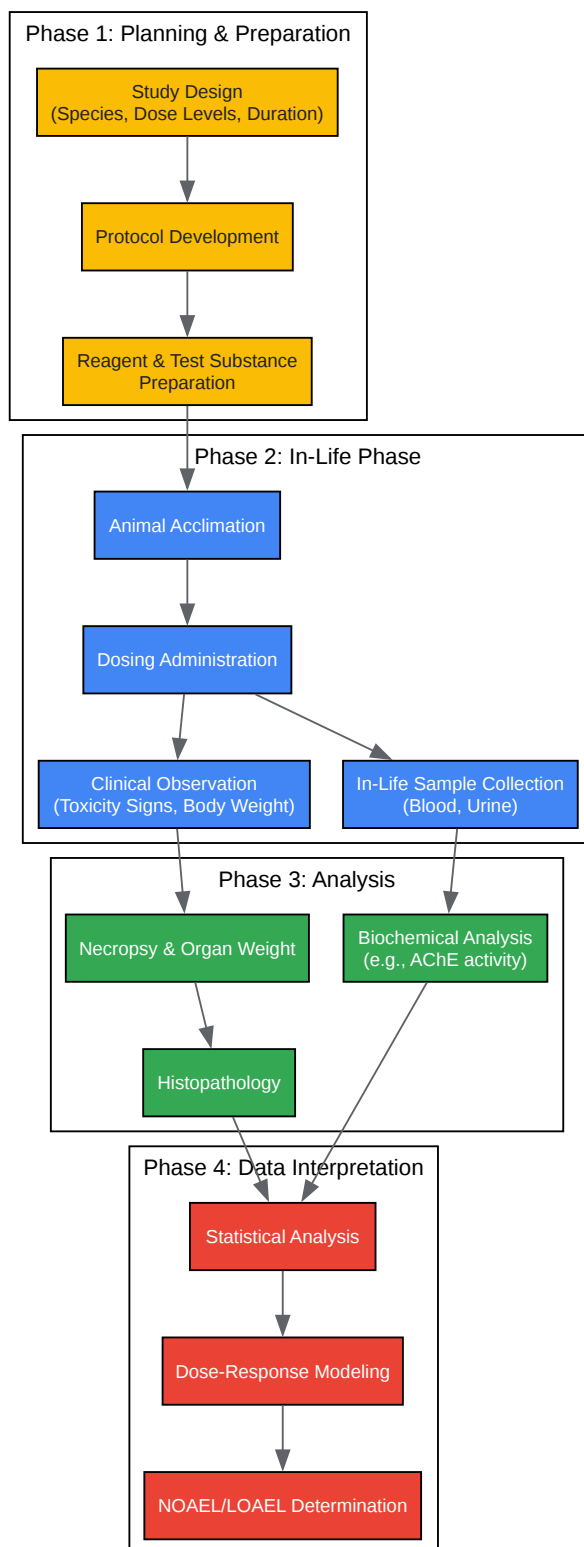 Phase 1: Planning & Preparation
Study Design
(Species, Dose Levels, Duration)
Protocol Development
Reagent & Test Substance
Preparation
Phase 2: In-Life Phase
Animal Acclimation
Dosing Administration
Clinical Observation
(Toxicity Signs, Body Weight)
In-Life Sample Collection
(Blood, Urine)
Phase 3: Analysis
Necropsy & Organ Weight
Biochemical Analysis
(e.g., AChE activity)
Histopathology
Phase 4: Data Interpretation
Statistical Analysis
Dose-Response Modeling
NOAEL/LOAEL Determination